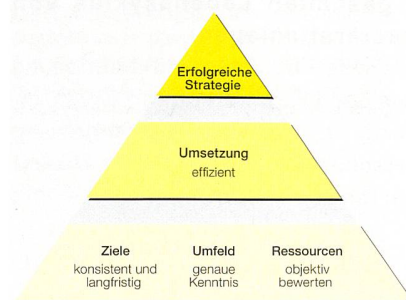 Erfolgreiche
Strategie
Umsetzung
effizient
Ziele Umfeld Ressourcen
konsistent und genaue objektiv
langfristig Kenntnis bewerten